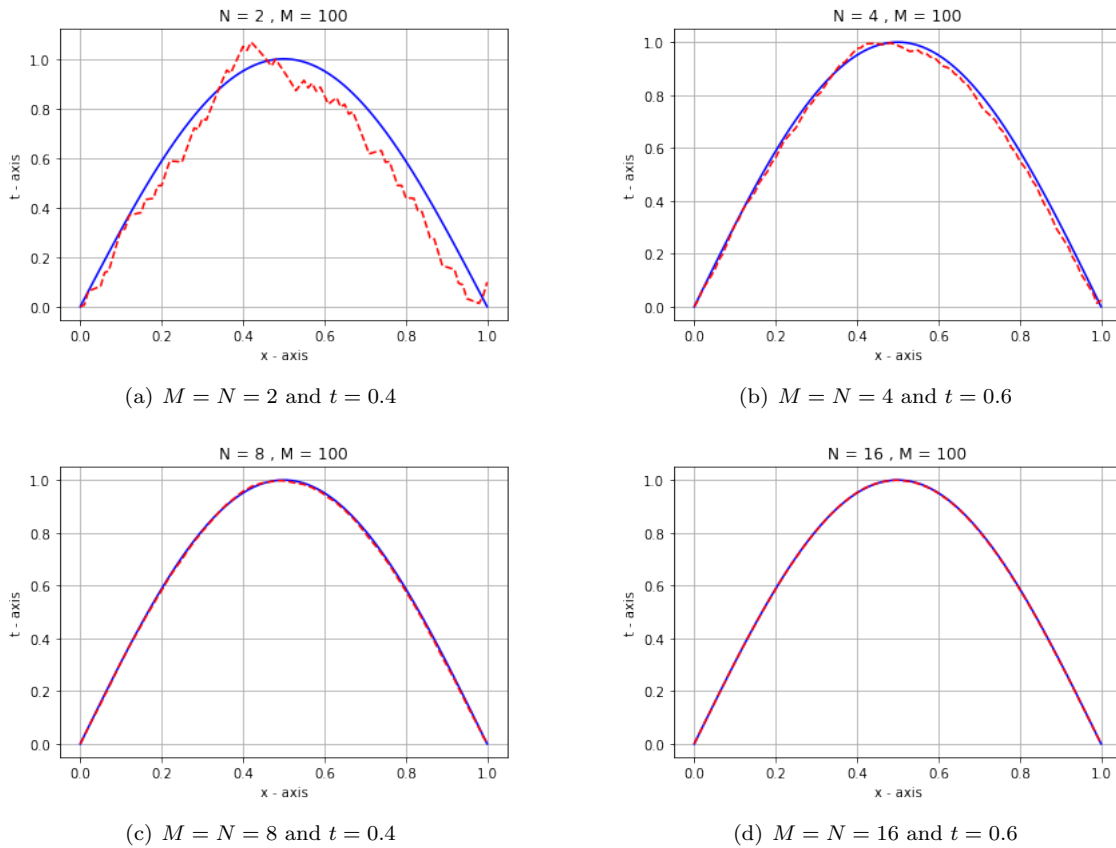 N = 2 , M = 100
t - axis
1.0
0.8
0.6
0.4
0.2
0.0
0.0 0.2 0.4 0.6 0.8 1.0
x - axis
(a) M = N = 2 and t = 0.4
N = 4 , M = 100
t - axis
1.0
0.8
0.6
0.4
0.2
0.0
0.0 0.2 0.4 0.6 0.8 1.0
x - axis
(b) M = N = 4 and t = 0.6
N = 8 , M = 100
t - axis
1.0
0.8
0.6
0.4
0.2
0.0
0.0 0.2 0.4 0.6 0.8 1.0
x - axis
(c) M = N = 8 and t = 0.4
N = 16 , M = 100
t - axis
1.0
0.8
0.6
0.4
0.2
0.0
0.0 0.2 0.4 0.6 0.8 1.0
x - axis
(d) M = N = 16 and t = 0.6